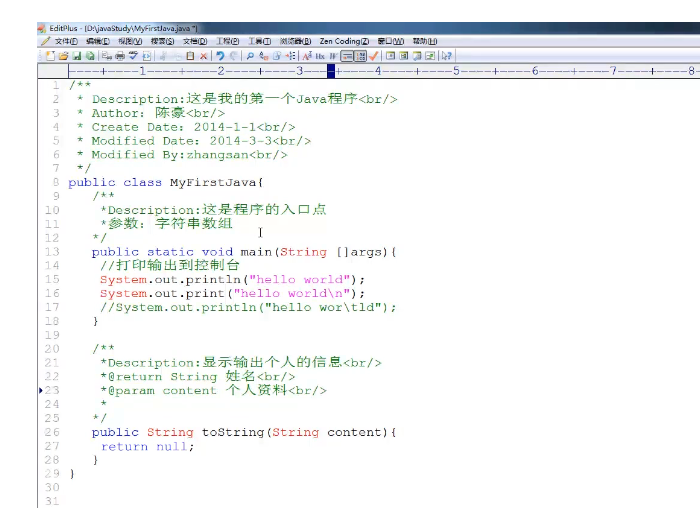 EditPlus - [D:\javaStudy\MyFirstJava.java *]
文件(F) 编辑(E) 视图(V) 搜索(S) 文档(D) 工程(P) 工具(T) 浏览器(B) Zen Coding(Z) 窗口(W) 帮助(H)
----+----1----+----2----+----3----+----4----+----5----+----6----+----7----+----8-
1 /**
2 * Description:这是我的第一个Java程序<br/>
3 * Author: 陈豪<br/>
4 * Create Date: 2014-1-1<br/>
5 * Modified Date: 2014-3-3<br/>
6 * Modified By:zhangsan<br/>
7 */
8 public class MyFirstJava{
9 /**
10 *Description:这是程序的入口点
11 *参数: 字符串数组
12 */
13 public static void main(String []args){
14 //打印输出到控制台
15 System.out.println("hello world");
16 System.out.print("hello world\n");
17 //System.out.println("hello wor\tld");
18 }
19
20 /**
21 *Description:显示输出个人的信息<br/>
22 *@return String 姓名<br/>
23 *@param content 个人资料<br/>
24 *
25 */
26 public String toString(String content){
27 return null;
28 }
29 }
30
31